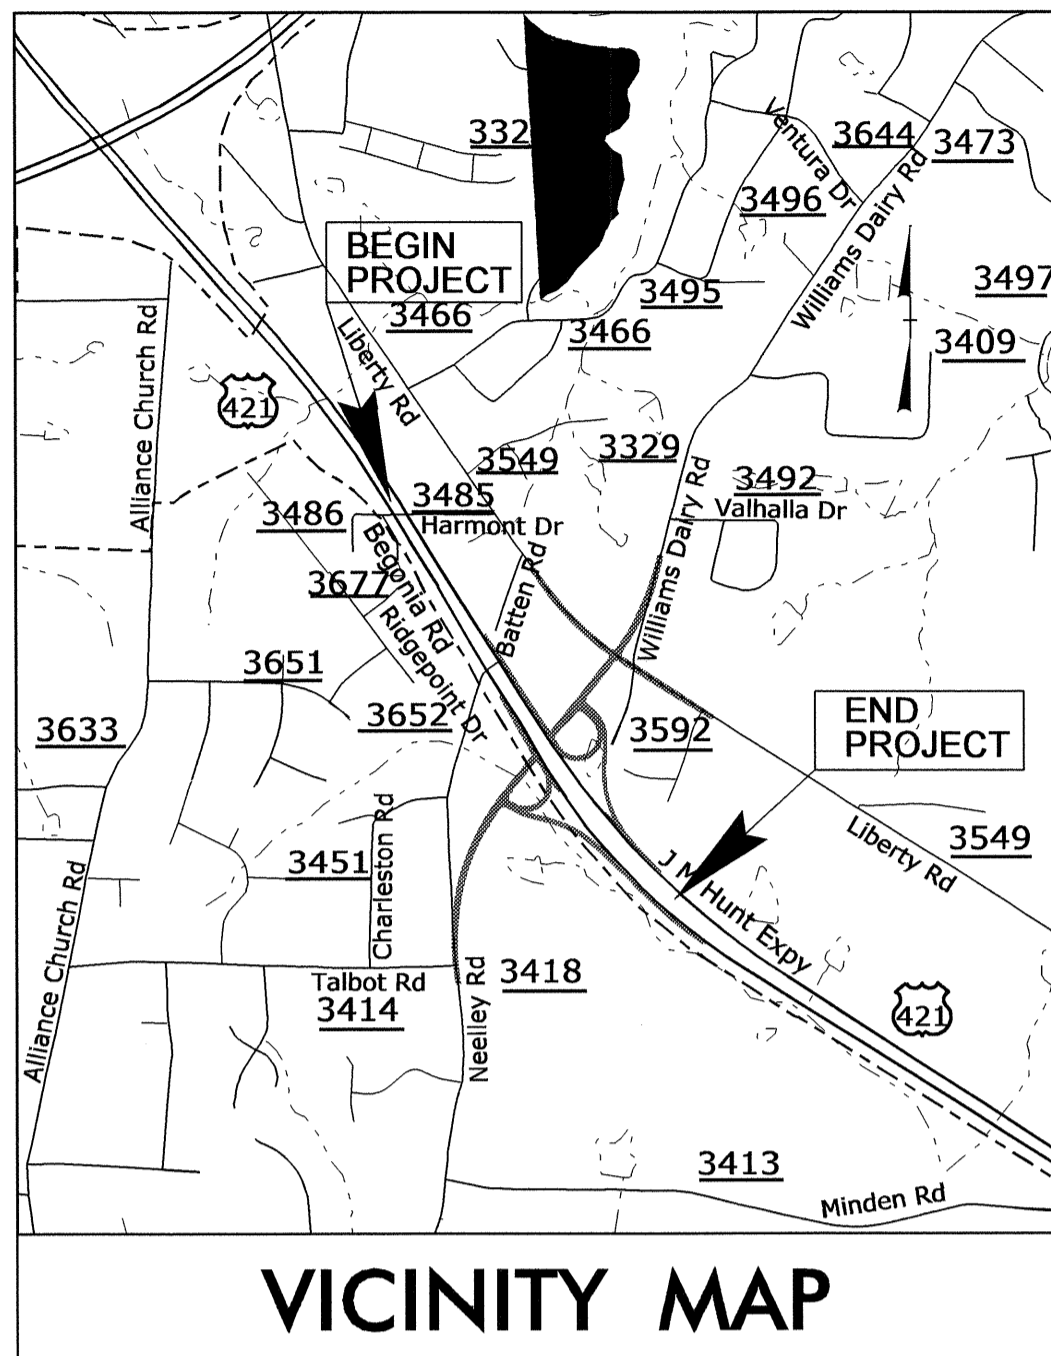 332
Ventura Dr
3644
3473
3496
Williams Dairy Rd
BEGIN
PROJECT
3495
3497
3466
3466
3409
Alliance Church Rd
Liberty Rd
421
3549
3329
3485
3492
Valhalla Dr
3486
Harmont Dr
Begonia Rd
3677
Batten Rd
Williams Dairy Rd
Ridgepoint Dr
3651
3652
3633
3592
END
PROJECT
Liberty Rd
3549
3451
Charleston Rd
J M Hunt Expy
Alliance Church Rd
Talbot Rd
3414
Neelley Rd
3418
421
3413
Minden Rd
VICINITY MAP